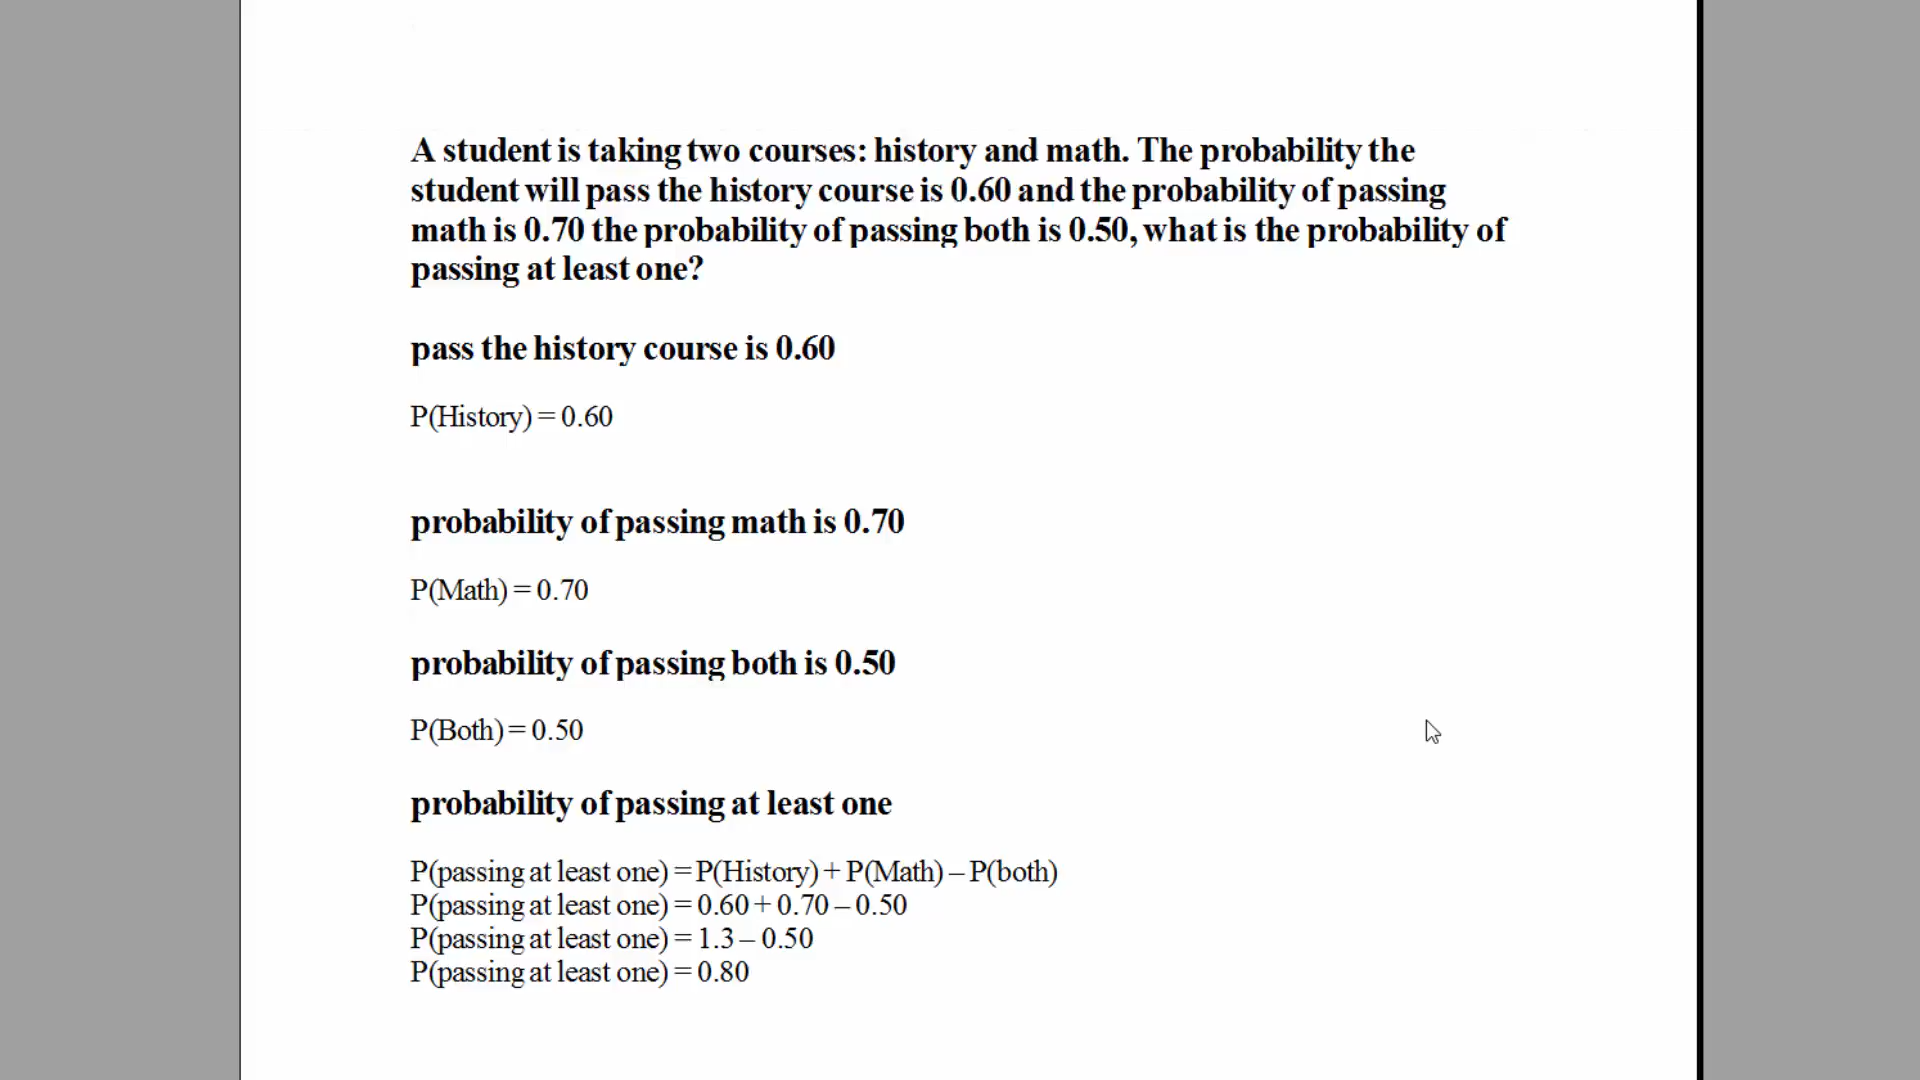 A student is taking two courses: history and math. The probability the
student will pass the history course is 0.60 and the probability of passing
math is 0.70 the probability of passing both is 0.50, what is the probability of
passing at least one?
pass the history course is 0.60
P(History) = 0.60
probability of passing math is 0.70
P(Math) = 0.70
probability of passing both is 0.50
P(Both) = 0.50
probability of passing at least one
P(passing at least one) = P(History) + P(Math) – P(both)
P(passing at least one) = 0.60 + 0.70 – 0.50
P(passing at least one) = 1.3 – 0.50
P(passing at least one) = 0.80